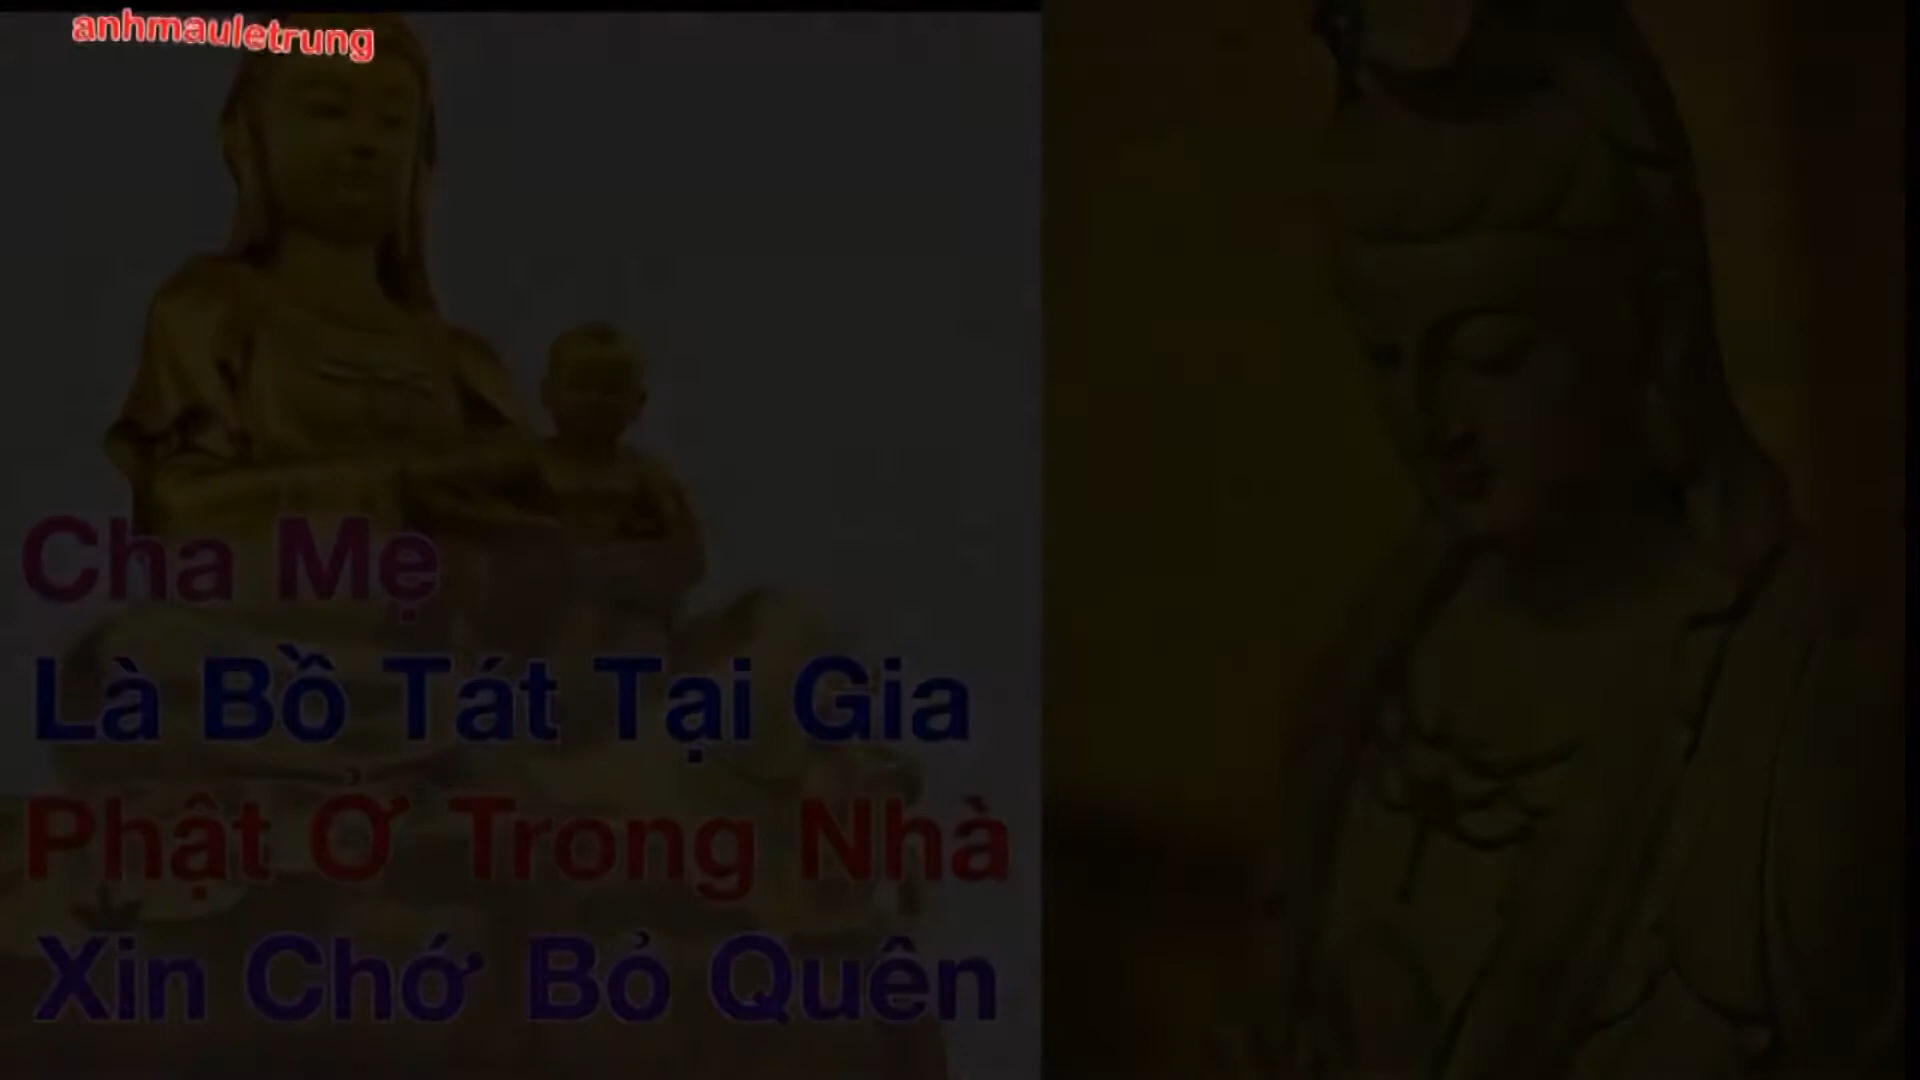 anhmauletrung
Cha Mẹ
Là Bồ Tát Tại Gia
Phật Ở Trong Nhà
Xin Chớ Bỏ Quên